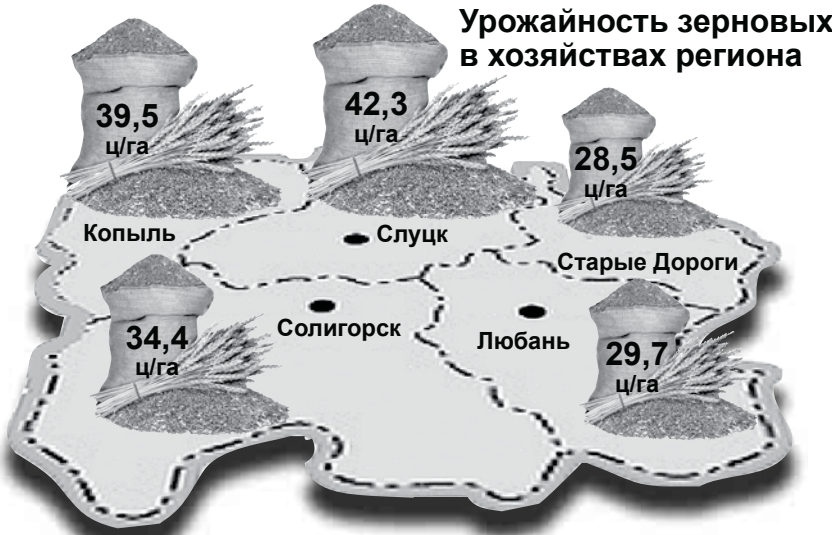 Урожайность зерновых
в хозяйствах региона
39,5
ц/га
42,3
ц/га
28,5
ц/га
Копыль
Слуцк
Старые Дороги
34,4
ц/га
Солигорск
Любань
29,7
ц/га